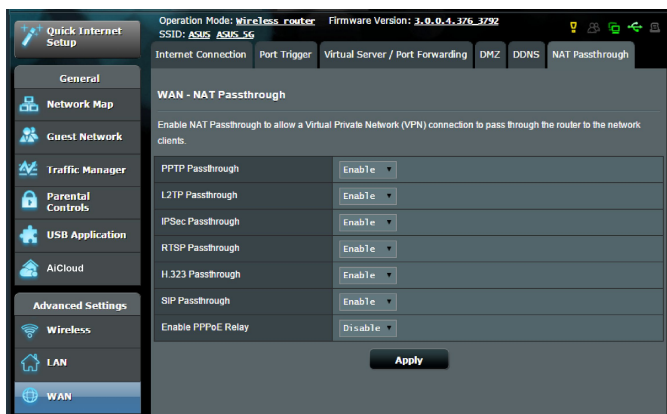 Quick Internet
Setup
Operation Mode: Wireless router Firmware Version: 3.0.0.4.376_3792
SSID: ASUS ASUS_5G
Internet Connection Port Trigger Virtual Server / Port Forwarding DMZ DDNS NAT Passthrough
General
Network Map
Guest Network
Traffic Manager
Parental
Controls
USB Application
AiCloud
Advanced Settings
Wireless
LAN
WAN
WAN - NAT Passthrough
Enable NAT Passthrough to allow a Virtual Private Network (VPN) connection to pass through the router to the network
clients.
PPTP Passthrough Enable
L2TP Passthrough Enable
IPSec Passthrough Enable
RTSP Passthrough Enable
H.323 Passthrough Enable
SIP Passthrough Enable
Enable PPPoE Relay Disable
Apply